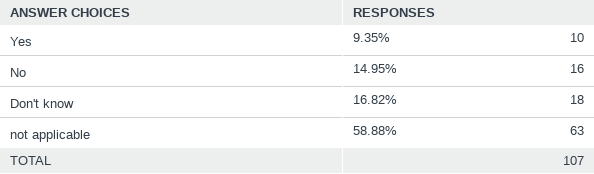 ANSWER CHOICES RESPONSES
Yes 9.35% 10
No 14.95% 16
Don't know 16.82% 18
not applicable 58.88% 63
TOTAL 107